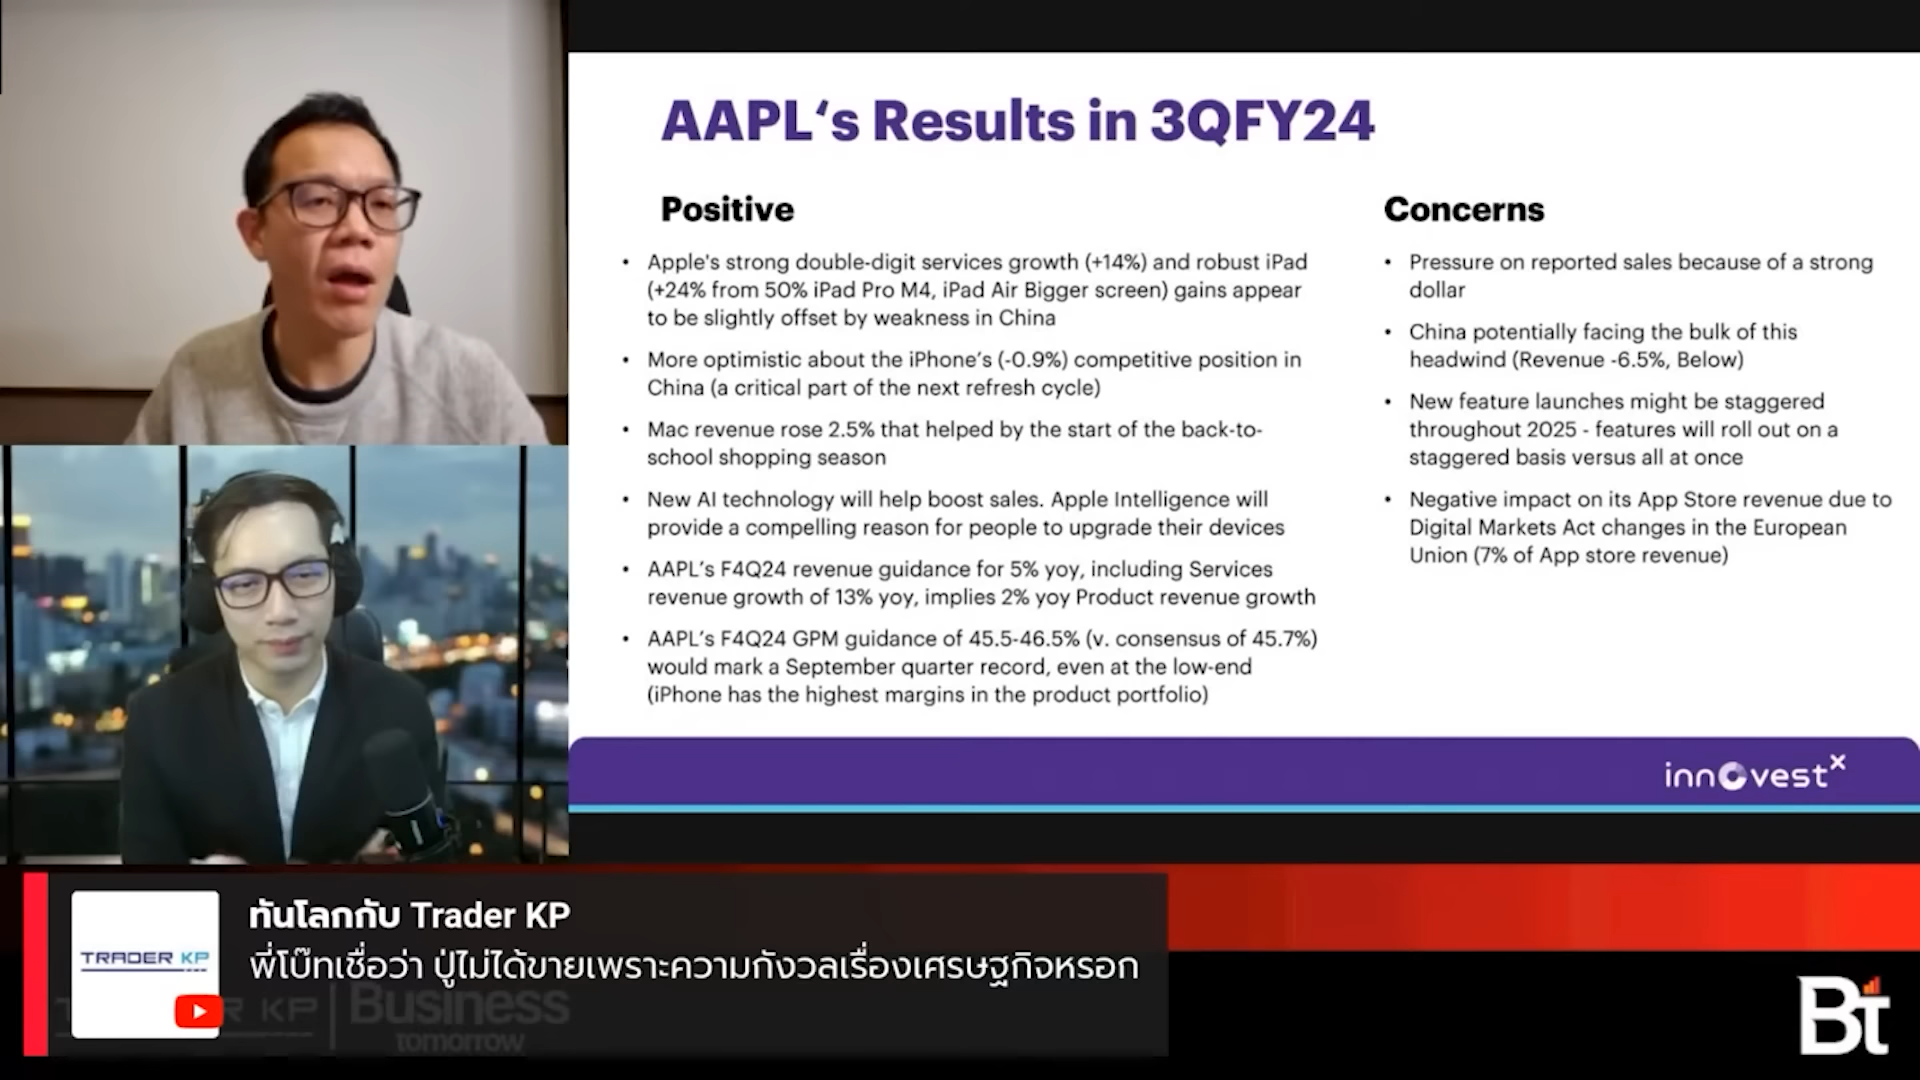 AAPL‘s Results in 3QFY24
Positive
• Apple's strong double-digit services growth (+14%) and robust iPad
(+24% from 50% iPad Pro M4, iPad Air Bigger screen) gains appear
to be slightly offset by weakness in China
• More optimistic about the iPhone’s (-0.9%) competitive position in
China (a critical part of the next refresh cycle)
• Mac revenue rose 2.5% that helped by the start of the back-to-
school shopping season
• New AI technology will help boost sales. Apple Intelligence will
provide a compelling reason for people to upgrade their devices
• AAPL’s F4Q24 revenue guidance for 5% yoy, including Services
revenue growth of 13% yoy, implies 2% yoy Product revenue growth
• AAPL’s F4Q24 GPM guidance of 45.5-46.5% (v. consensus of 45.7%)
would mark a September quarter record, even at the low-end
(iPhone has the highest margins in the product portfolio)
Concerns
• Pressure on reported sales because of a strong
dollar
• China potentially facing the bulk of this
headwind (Revenue -6.5%, Below)
• New feature launches might be staggered
throughout 2025 - features will roll out on a
staggered basis versus all at once
• Negative impact on its App Store revenue due to
Digital Markets Act changes in the European
Union (7% of App store revenue)
innovestx
TRADER KP
ทันโลกกับ Trader KP
พี่โบ๊ทเชื่อว่า ปู่ไม่ได้ขายเพราะความกังวลเรื่องเศรษฐกิจหรอก
R KP
Business
tomorrow
Bt